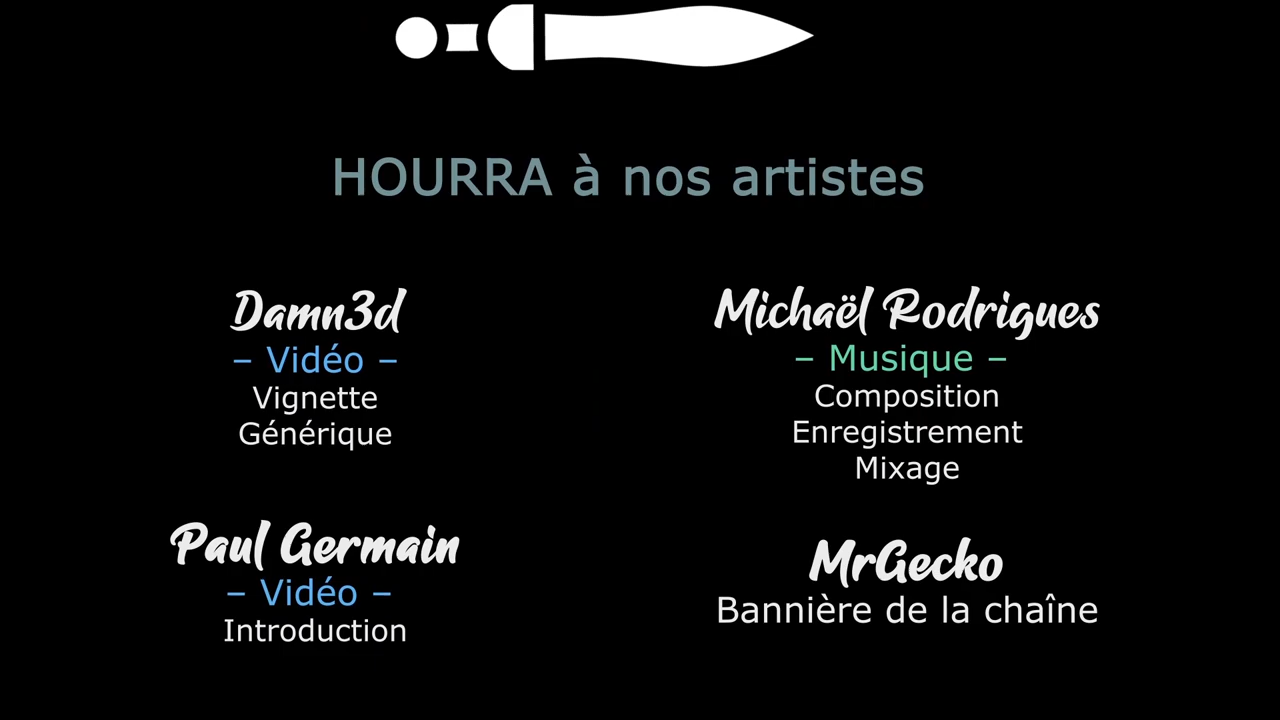 HOURRA à nos artistes
Damn3d
– Vidéo –
Vignette
Générique
Michaël Rodrigues
– Musique –
Composition
Enregistrement
Mixage
Paul Germain
– Vidéo –
Introduction
MrGecko
Bannière de la chaîne